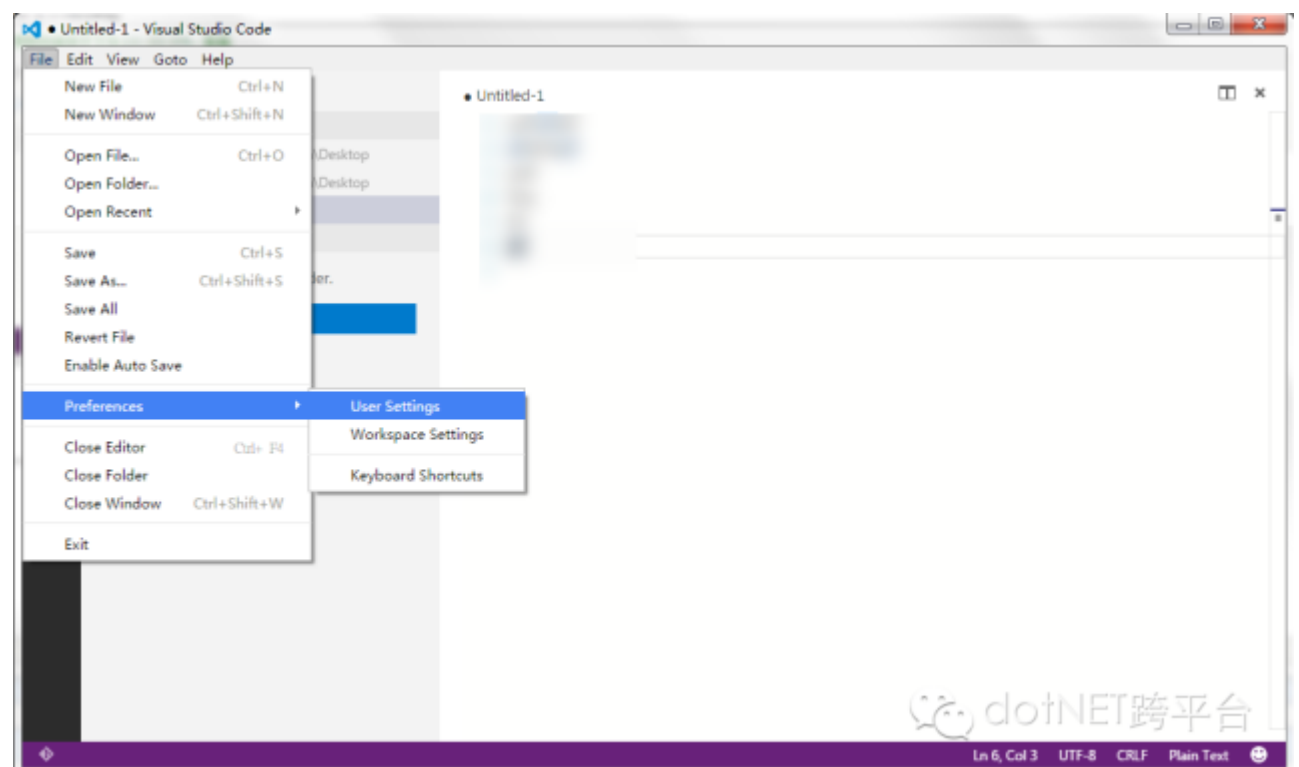 ● Untitled-1 - Visual Studio Code
File Edit View Goto Help
New File Ctrl+N
New Window Ctrl+Shift+N
Open File... Ctrl+O
Open Folder...
Open Recent
Save Ctrl+S
Save As... Ctrl+Shift+S
Save All
Revert File
Enable Auto Save
Preferences
Close Editor Ctrl+ F4
Close Folder
Close Window Ctrl+Shift+W
Exit
User Settings
Workspace Settings
Keyboard Shortcuts
\Desktop
\Desktop
der.
● Untitled-1
dotNET跨平台
Ln 6, Col 3 UTF-8 CRLF Plain Text